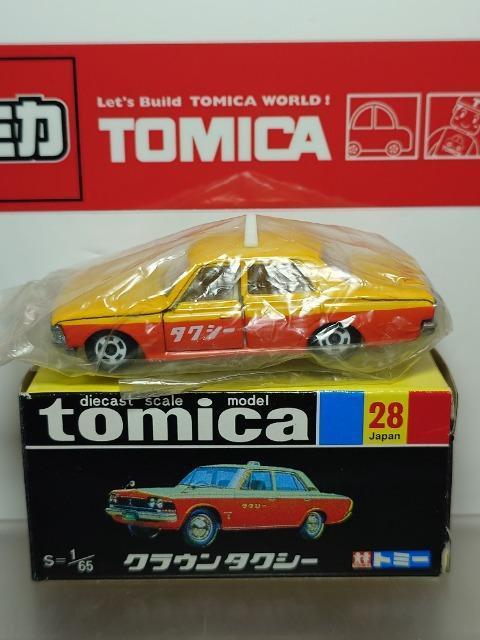 Let's Build TOMICA WORLD!
ミカ
TOMICA
タクシー
diecast scale model
tomica
28
Japan
タクシー
S=1/65
クラウンタクシー
トミー